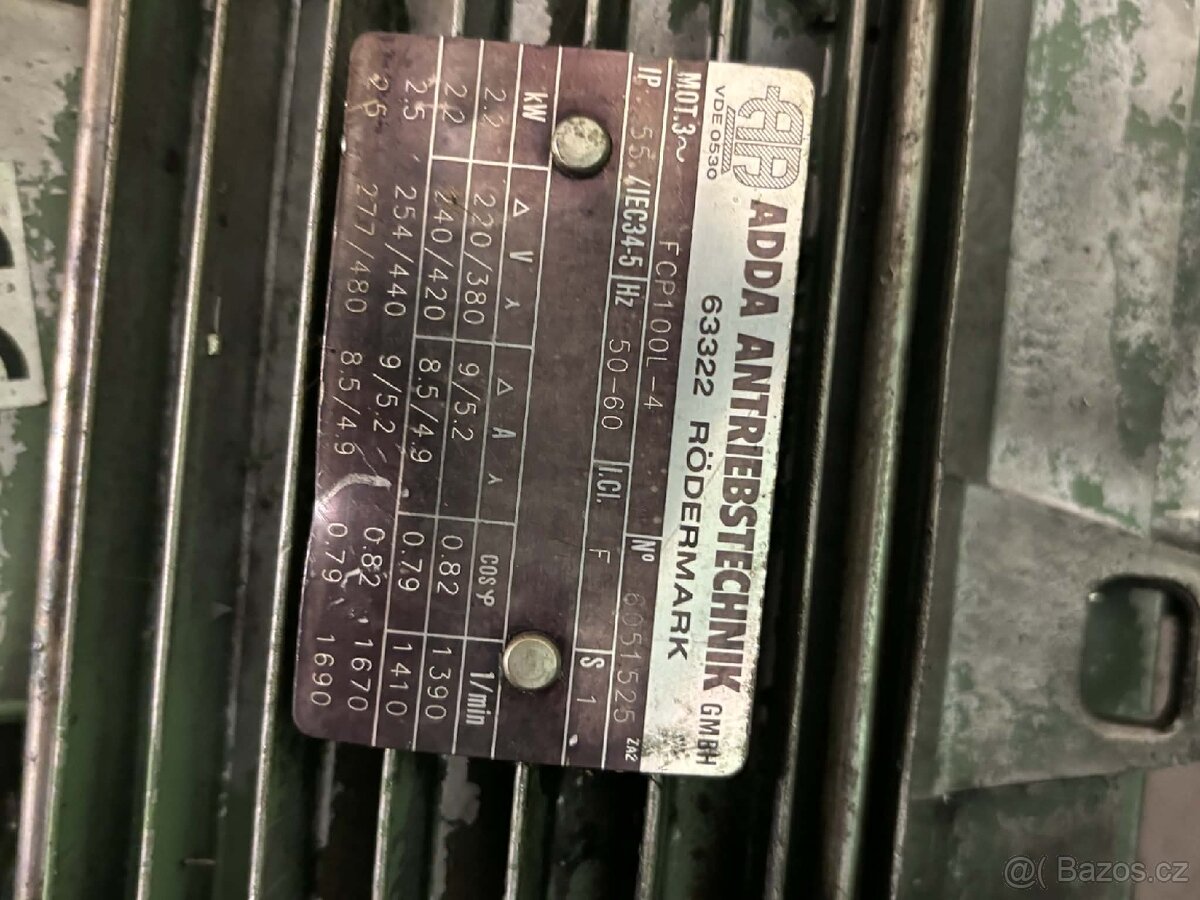 ADDA ANTRIEBSTECHNIK GMBH
VDE 0530
63322 RÖDERMARK
MOT.3~ FCP100L-4 Nº 6051525
IP 55 /IEC34-5 Hz 50-60 I.Cl. F S 1
ZA2
kW △ V ⅄ △ A ⅄ cosφ 1/min
2.2 220/380 9/5.2 0.82 1390
2.2 240/420 8.5/4.9 0.79 1410
2.5 254/440 9/5.2 0.82 1670
2.5 277/480 8.5/4.9 0.79 1690
Bazos.cz